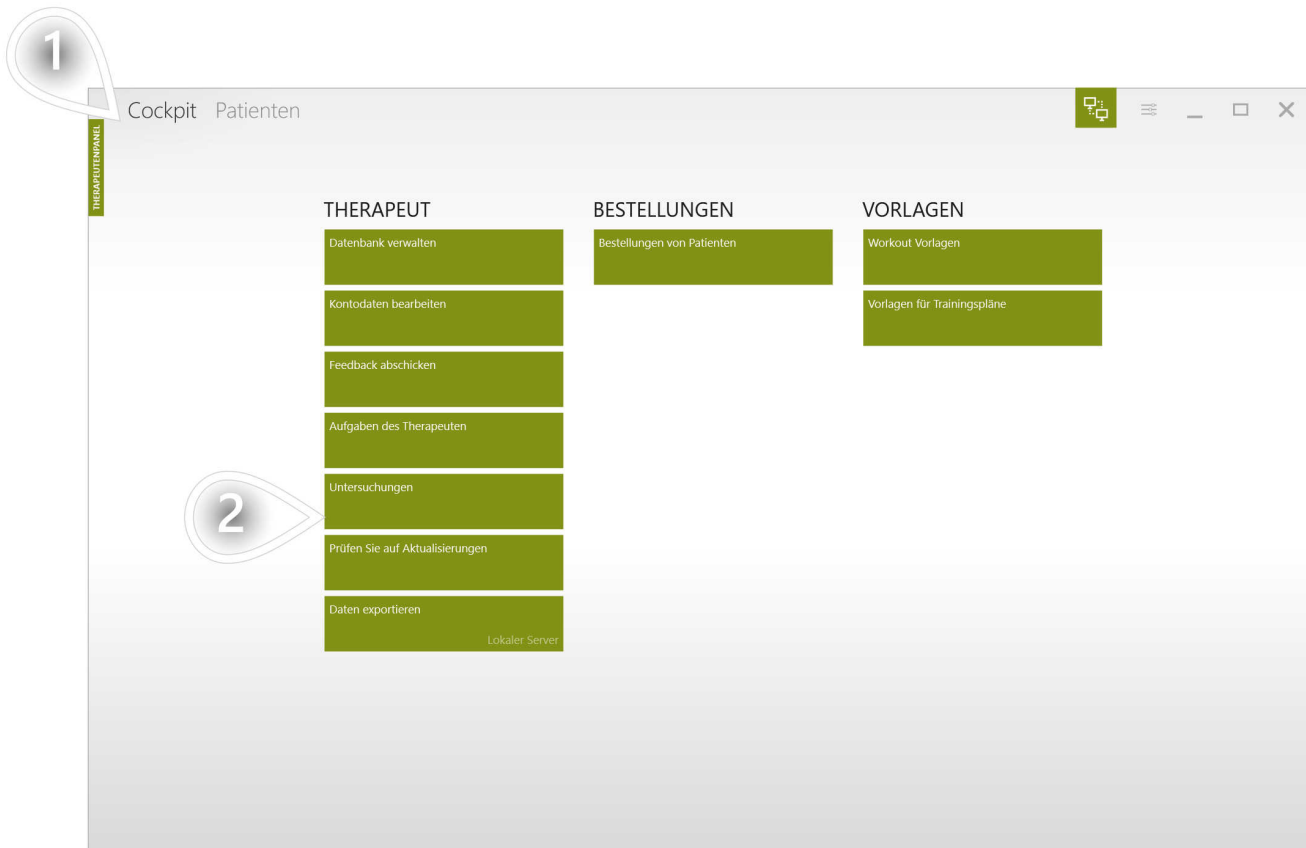 1
Cockpit Patienten
THERAPEUTENPANEL
THERAPEUT
Datenbank verwalten
Kontodaten bearbeiten
Feedback abschicken
Aufgaben des Therapeuten
2
Untersuchungen
Prüfen Sie auf Aktualisierungen
Daten exportieren
Lokaler Server
BESTELLUNGEN
Bestellungen von Patienten
VORLAGEN
Workout Vorlagen
Vorlagen für Trainingspläne